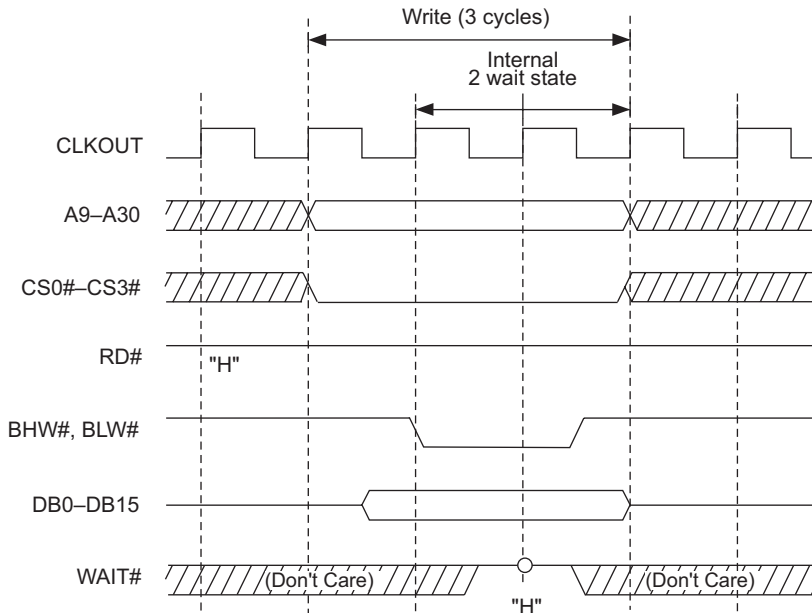 Write (3 cycles)
Internal
2 wait state
CLKOUT
A9–A30
CS0#–CS3#
RD#
"H"
BHW#, BLW#
DB0–DB15
WAIT#
(Don't Care)
(Don't Care)
"H"